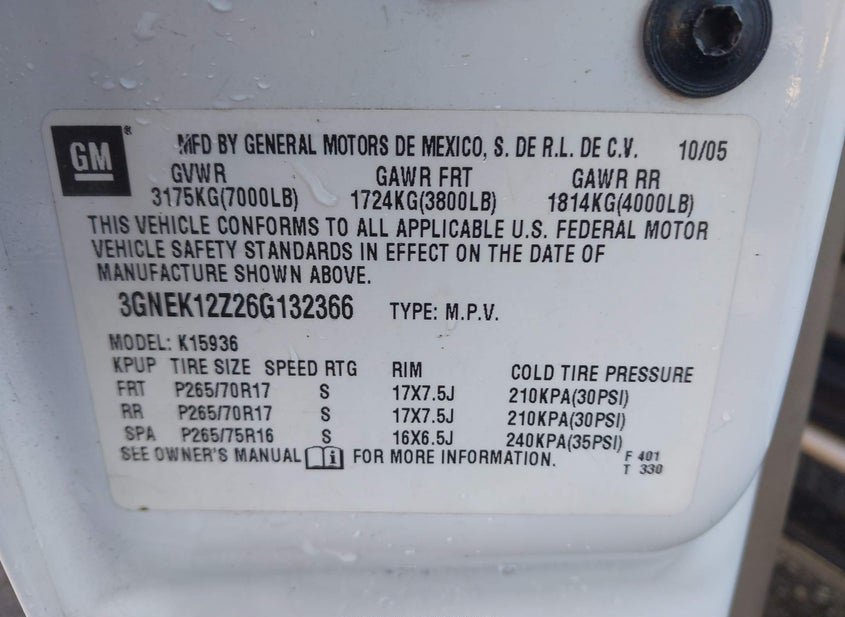 GM ® MFD BY GENERAL MOTORS DE MEXICO, S. DE R.L. DE C.V. 10/05
GVWR GAWR FRT GAWR RR
3175KG(7000LB) 1724KG(3800LB) 1814KG(4000LB)
THIS VEHICLE CONFORMS TO ALL APPLICABLE U.S. FEDERAL MOTOR
VEHICLE SAFETY STANDARDS IN EFFECT ON THE DATE OF
MANUFACTURE SHOWN ABOVE.
3GNEK12Z26G132366 TYPE: M.P.V.
MODEL: K15936
KPUP TIRE SIZE SPEED RTG RIM COLD TIRE PRESSURE
FRT P265/70R17 S 17X7.5J 210KPA(30PSI)
RR P265/70R17 S 17X7.5J 210KPA(30PSI)
SPA P265/75R16 S 16X6.5J 240KPA(35PSI)
SEE OWNER'S MANUAL i FOR MORE INFORMATION. F 401
T 330